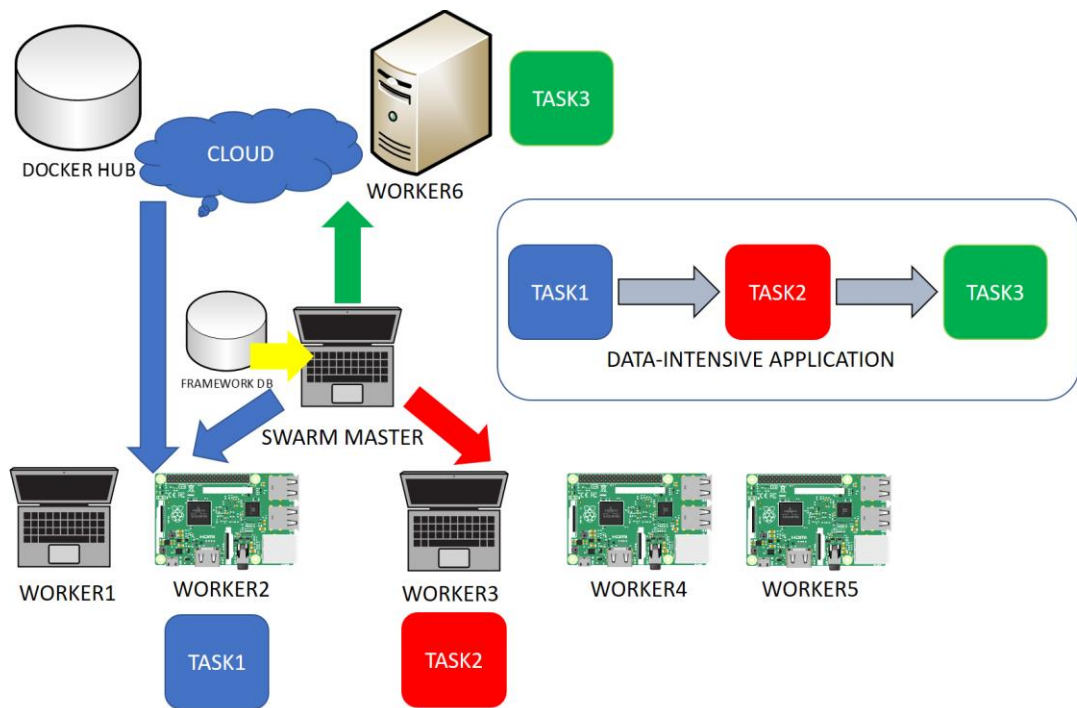 DOCKER HUB
CLOUD
WORKER6
TASK3
TASK1
TASK2
TASK3
DATA-INTENSIVE APPLICATION
FRAMEWORK DB
SWARM MASTER
WORKER1
WORKER2
WORKER3
WORKER4
WORKER5
TASK1
TASK2